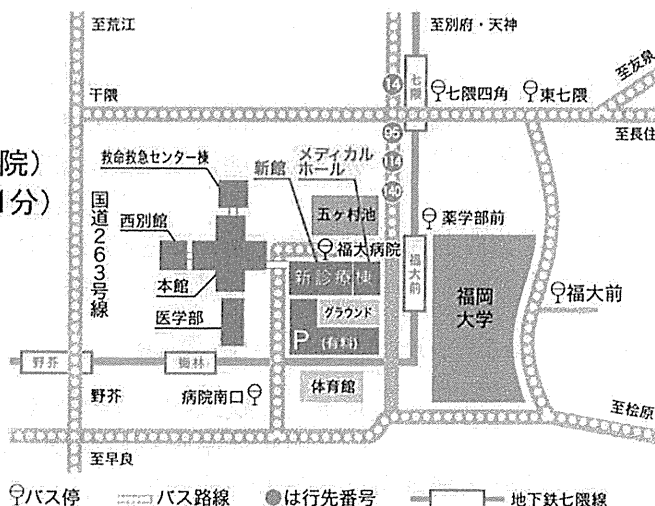 至荒江
至別府・天神
至友泉
干隈
14
七隈
七隈四角
東七隈
至長住
院)
1分)
救命救急センター棟
新館
メディカル
ホール
95
114
140
国道263号線
西別館
五ヶ村池
薬学部前
福大病院
本館
新診療棟
福大前
福岡
大学
福大前
医学部
グラウンド
P
(有料)
野芥
梅林
野芥
病院南口
体育館
至桧原
至早良
バス停
バス路線
は行先番号
地下鉄七隈線